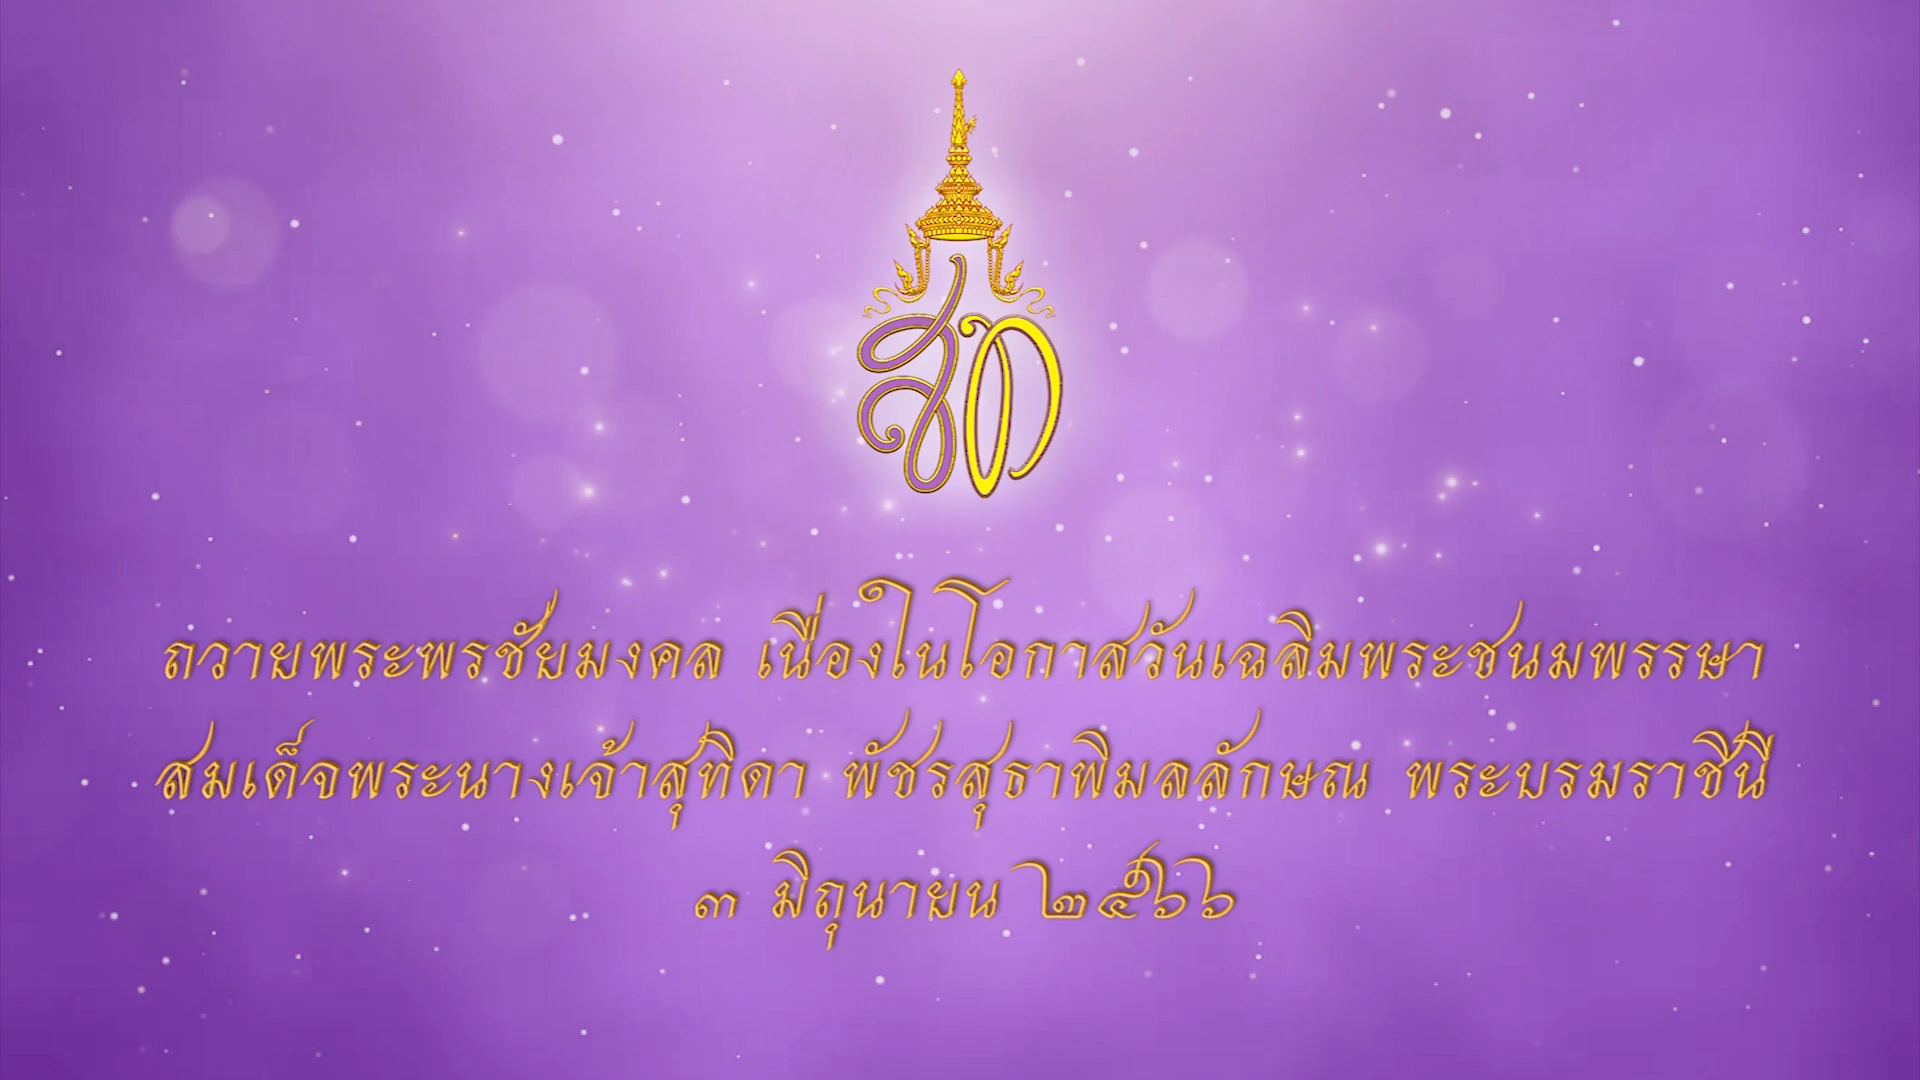 สท
ถวายพระพรชัยมงคล เนื่องในโอกาสวันเฉลิมพระชนมพรรษา
สมเด็จพระนางเจ้าสุทิดา พัชรสุธาพิมลลักษณ พระบรมราชินี
๓ มิถุนายน ๒๕๖๖